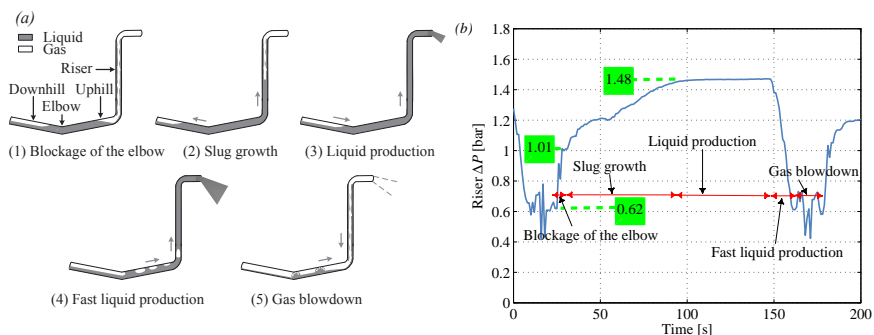 (a)
Liquid
Gas
Riser
Downhill
Uphill
Elbow
(1) Blockage of the elbow
(2) Slug growth
(3) Liquid production
(4) Fast liquid production
(5) Gas blowdown
(b)
1.8
1.6
1.4
1.2
1
0.8
0.6
0.4
0.2
0
Riser ΔP [bar]
1.48
1.01
0.62
Liquid production
Slug growth
Gas blowdown
Blockage of the elbow
Fast liquid production
0
50
100
150
200
Time [s]